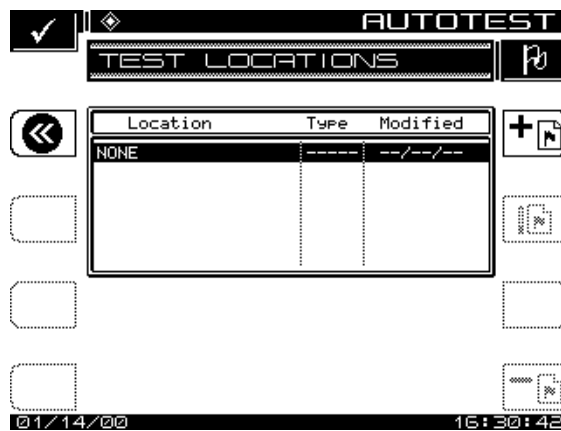 AUTOTEST
TEST LOCATIONS
Location Type Modified
NONE ----- --/--/--
01/14/00 16:30:42